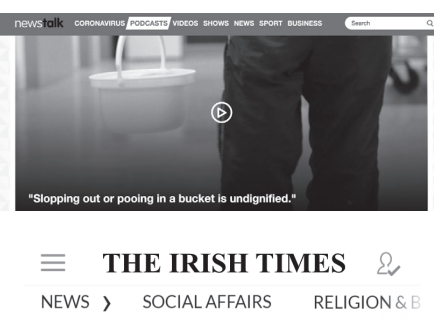 newstalk CORONAVIRUS PODCASTS VIDEOS SHOWS NEWS SPORT BUSINESS Search
"Slopping out or pooing in a bucket is undignified."
THE IRISH TIMES
NEWS ❯ SOCIAL AFFAIRS RELIGION & B